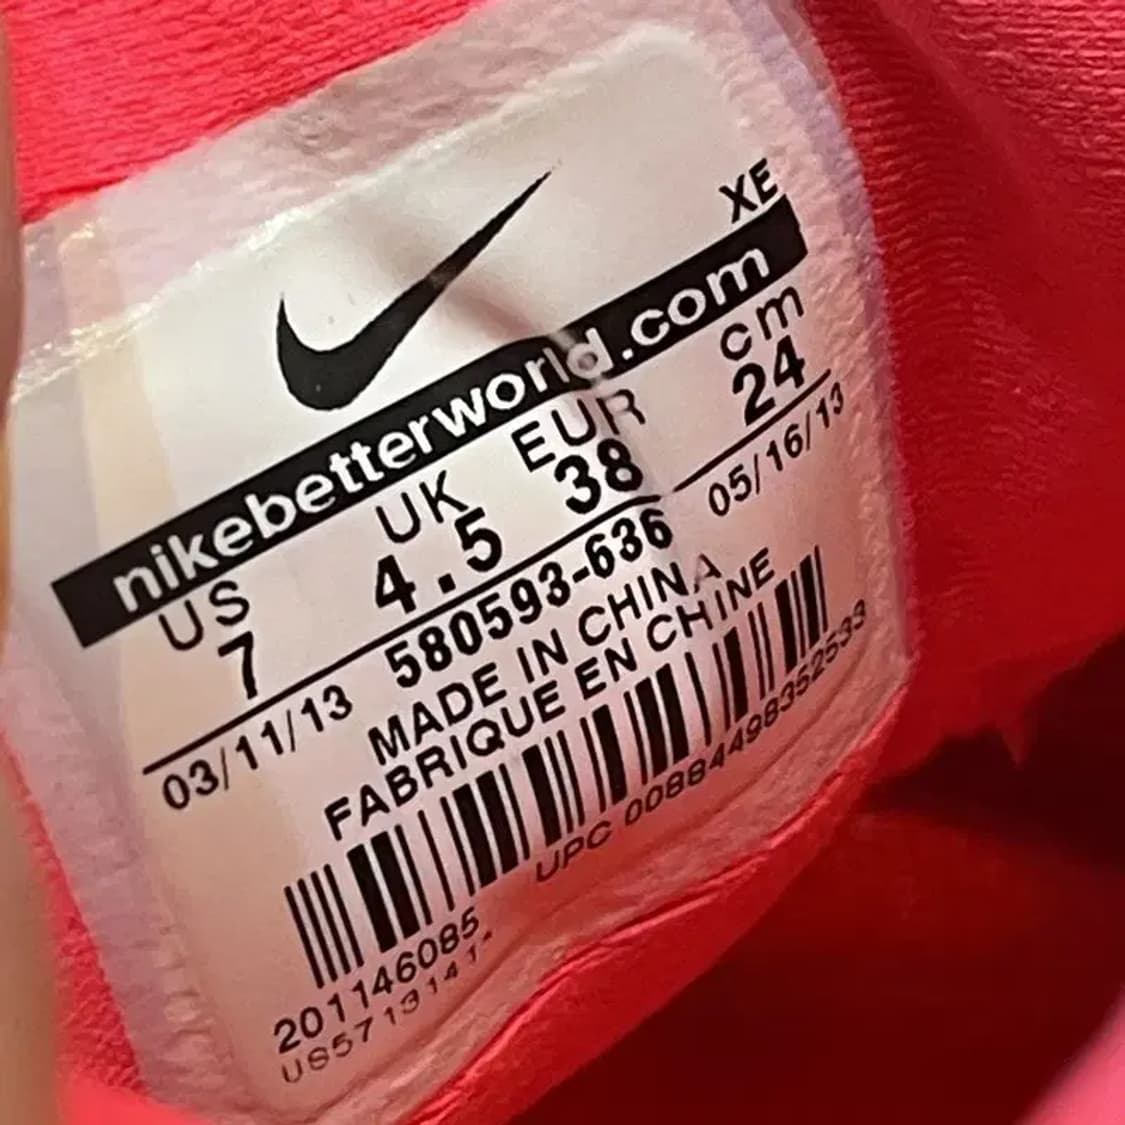 XE
nikebetterworld.com
US UK EUR cm
7 4.5 38 24
03/11/13 580593-636 05/16/13
MADE IN CHINA
FABRIQUE EN CHINE
UPC 00884498352533
201146085